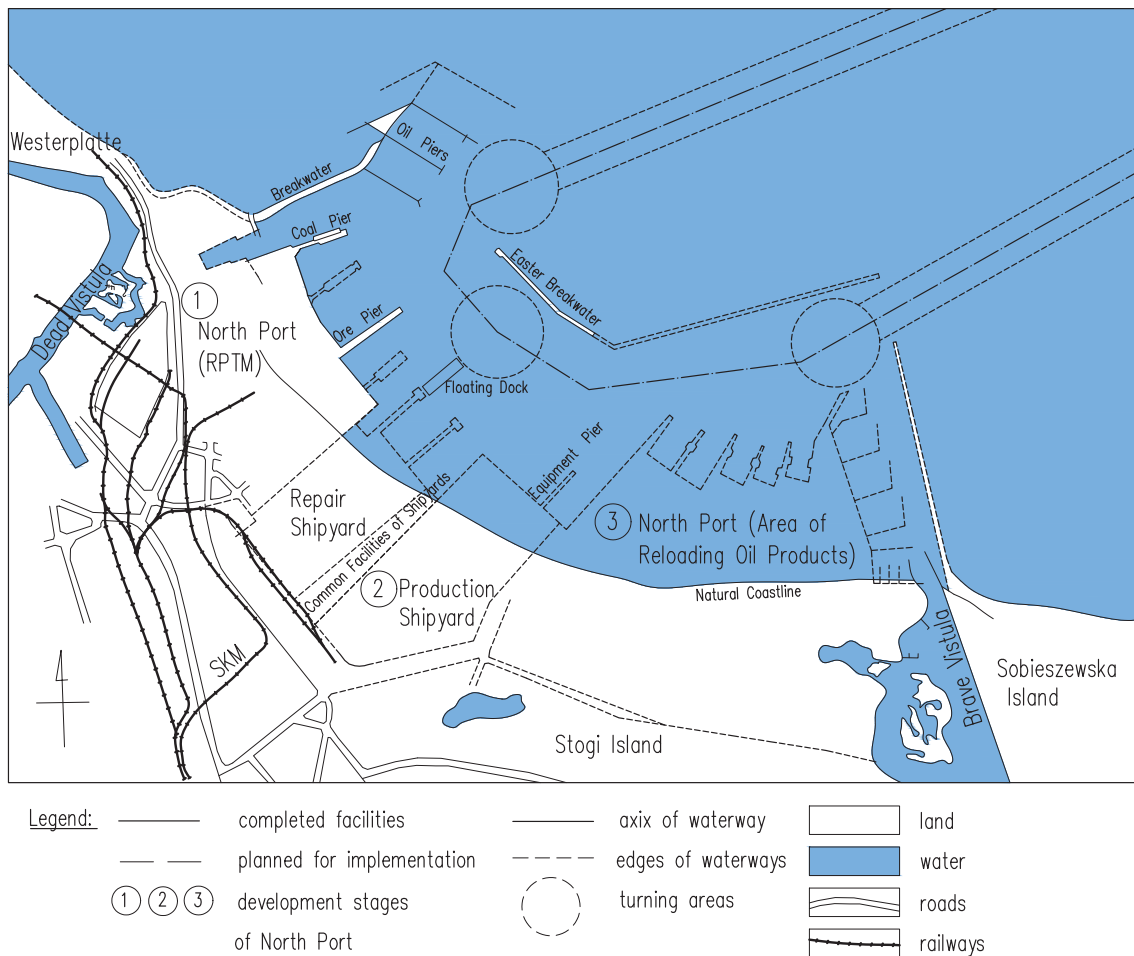 Westerplatte
Oil Piers
Breakwater
Coal Pier
Dead Vistula
1
North Port
(RPTM)
Ore Pier
Easter Breakwater
Floating Dock
Equipment Pier
Repair
Shipyard
Common Facilities of Shipyards
3
North Port (Area of
Reloading Oil Products)
2
Production
Shipyard
Natural Coastline
SKM
Brave Vistula
Sobieszewska
Island
Stogi Island
Legend:
completed facilities
planned for implementation
1 2 3
development stages
of North Port
axix of waterway
edges of waterways
turning areas
land
water
roads
railways